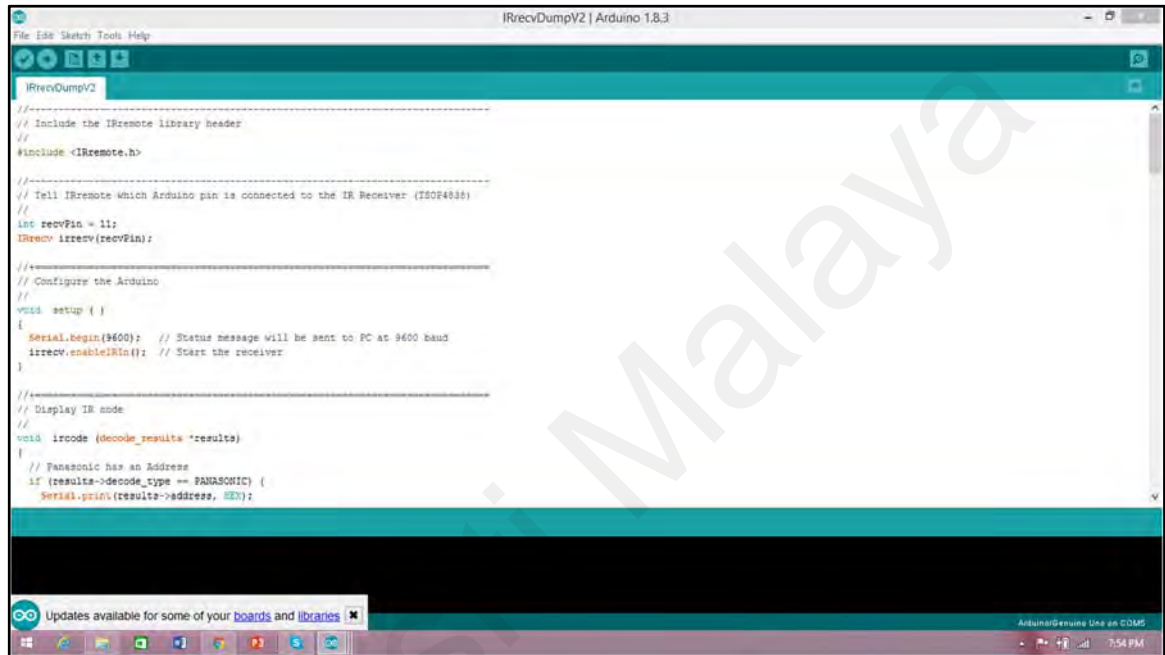 IRrecvDumpV2 | Arduino 1.8.3
File Edit Sketch Tools Help
IRrecvDumpV2
//------------------------------------------------------------------------------
// Include the IRremote library header
//
#include <IRremote.h>
//------------------------------------------------------------------------------
// Tell IRremote which Arduino pin is connected to the IR Receiver (TSOP4838)
//
int recvPin = 11;
IRrecv irrecv(recvPin);
//+=============================================================================
// Configure the Arduino
//
void setup ( )
{
Serial.begin(9600); // Status message will be sent to PC at 9600 baud
irrecv.enableIRIn(); // Start the receiver
}
//+=============================================================================
// Display IR code
//
void ircode (decode_results *results)
{
// Panasonic has an Address
if (results->decode_type == PANASONIC) {
Serial.print(results->address, HEX);
Updates available for some of your boards and libraries
Arduino/Genuino Uno on COM5
7:54 PM
si Malaya